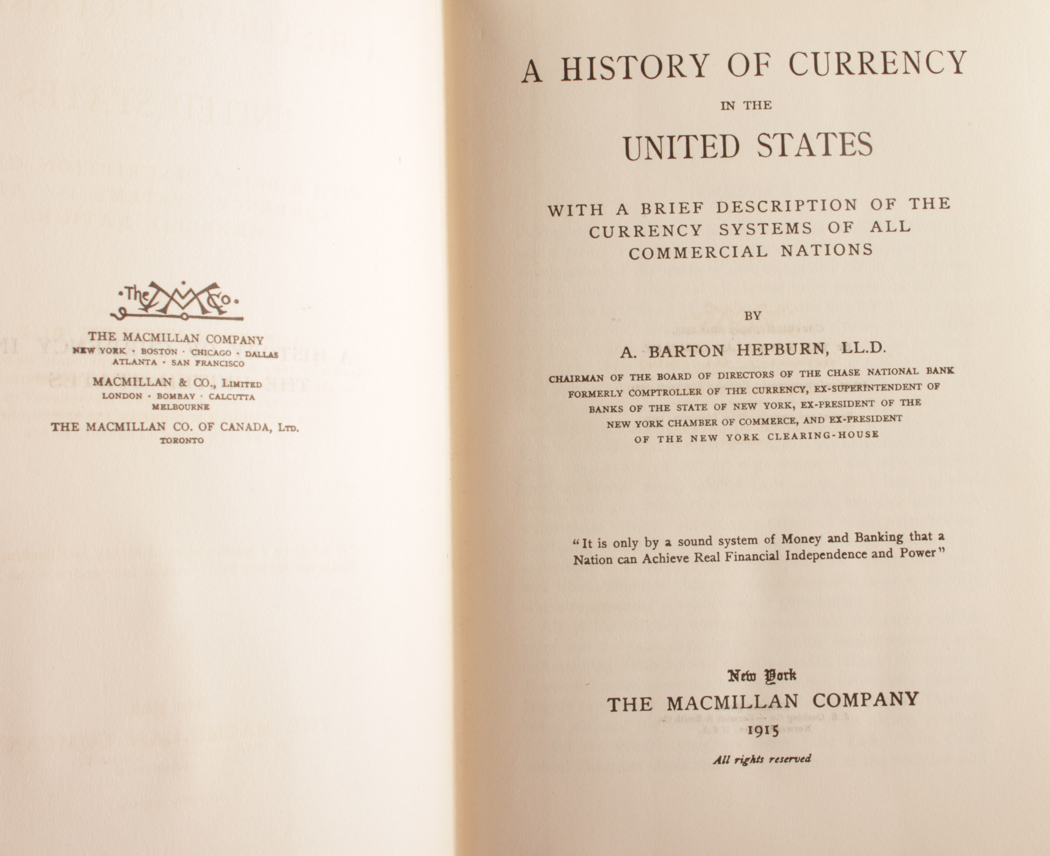 The M Co.
THE MACMILLAN COMPANY
NEW YORK · BOSTON · CHICAGO · DALLAS
ATLANTA · SAN FRANCISCO
MACMILLAN & CO., LIMITED
LONDON · BOMBAY · CALCUTTA
MELBOURNE
THE MACMILLAN CO. OF CANADA, LTD.
TORONTO
A HISTORY OF CURRENCY
IN THE
UNITED STATES
WITH A BRIEF DESCRIPTION OF THE
CURRENCY SYSTEMS OF ALL
COMMERCIAL NATIONS
BY
A. BARTON HEPBURN, LL.D.
CHAIRMAN OF THE BOARD OF DIRECTORS OF THE CHASE NATIONAL BANK
FORMERLY COMPTROLLER OF THE CURRENCY, EX-SUPERINTENDENT OF
BANKS OF THE STATE OF NEW YORK, EX-PRESIDENT OF THE
NEW YORK CHAMBER OF COMMERCE, AND EX-PRESIDENT
OF THE NEW YORK CLEARING-HOUSE
"It is only by a sound system of Money and Banking that a
Nation can Achieve Real Financial Independence and Power"
New York
THE MACMILLAN COMPANY
1915
All rights reserved